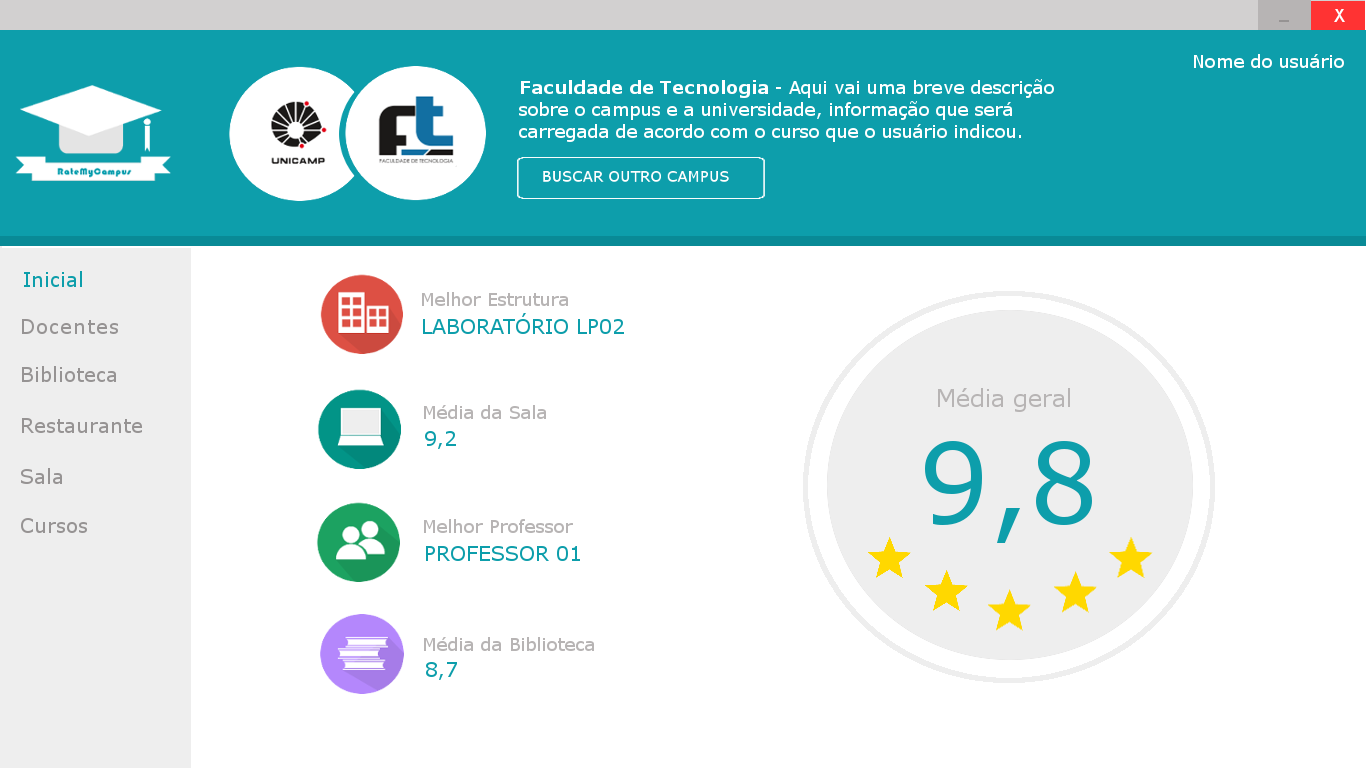 _ X
Nome do usuário
RateMyCampus
UNICAMP
ft
FACULDADE DE TECNOLOGIA
Faculdade de Tecnologia - Aqui vai uma breve descrição
sobre o campus e a universidade, informação que será
carregada de acordo com o curso que o usuário indicou.
BUSCAR OUTRO CAMPUS
Inicial
Docentes
Biblioteca
Restaurante
Sala
Cursos
Melhor Estrutura
LABORATÓRIO LP02
Média da Sala
9,2
Melhor Professor
PROFESSOR 01
Média da Biblioteca
8,7
Média geral
9,8